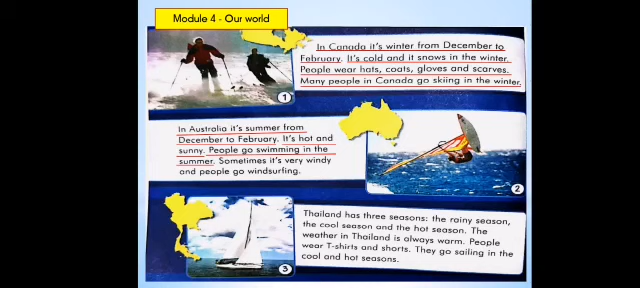 Module 4 - Our world
In Canada it's winter from December to
February. It's cold and it snows in the winter.
People wear hats, coats, gloves and scarves.
Many people in Canada go skiing in the winter.
1
In Australia it's summer from
December to February. It's hot and
sunny. People go swimming in the
summer. Sometimes it's very windy
and people go windsurfing.
2
Thailand has three seasons: the rainy season,
the cool season and the hot season. The
weather in Thailand is always warm. People
wear T-shirts and shorts. They go sailing in the
cool and hot seasons.
3